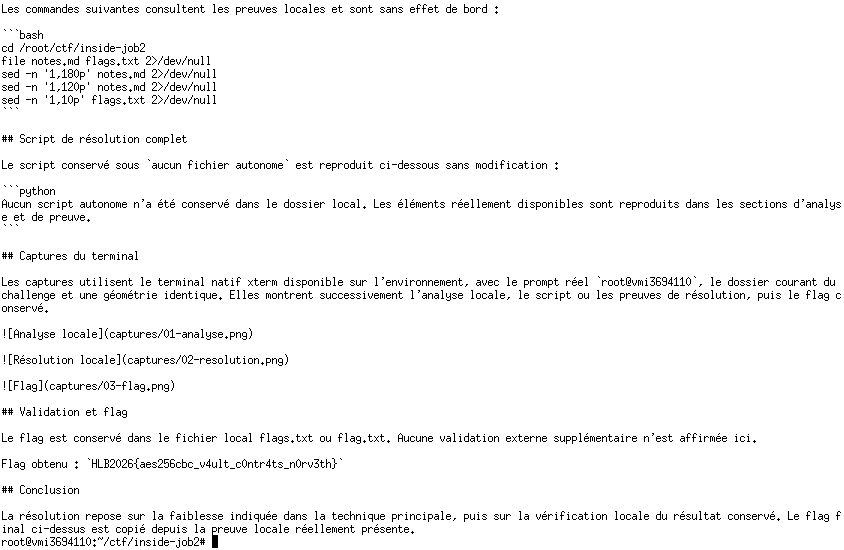 Les commandes suivantes consultent les preuves locales et sont sans effet de bord :
```bash
cd /root/ctf/inside-job2
file notes.md flags.txt 2>/dev/null
sed -n '1,180p' notes.md 2>/dev/null
sed -n '1,120p' notes.md 2>/dev/null
sed -n '1,10p' flags.txt 2>/dev/null
```
## Script de résolution complet
Le script conservé sous `aucun fichier autonome` est reproduit ci-dessous sans modification :
```python
Aucun script autonome n'a été conservé dans le dossier local. Les éléments réellement disponibles sont reproduits dans les sections d'analys
e et de preuve.
```
## Captures du terminal
Les captures utilisent le terminal natif xterm disponible sur l'environnement, avec le prompt réel `root@vmi3694110`, le dossier courant du
challenge et une géométrie identique. Elles montrent successivement l'analyse locale, le script ou les preuves de résolution, puis le flag c
onservé.
![Analyse locale](captures/01-analyse.png)
![Résolution locale](captures/02-resolution.png)
![Flag](captures/03-flag.png)
## Validation et flag
Le flag est conservé dans le fichier local flags.txt ou flag.txt. Aucune validation externe supplémentaire n'est affirmée ici.
Flag obtenu : `HLB2026{aes256cbc_v4ult_c0ntr4ts_n0rv3th}`
## Conclusion
La résolution repose sur la faiblesse indiquée dans la technique principale, puis sur la vérification locale du résultat conservé. Le flag f
inal ci-dessus est copié depuis la preuve locale réellement présente.
root@vmi3694110:~/ctf/inside-job2#